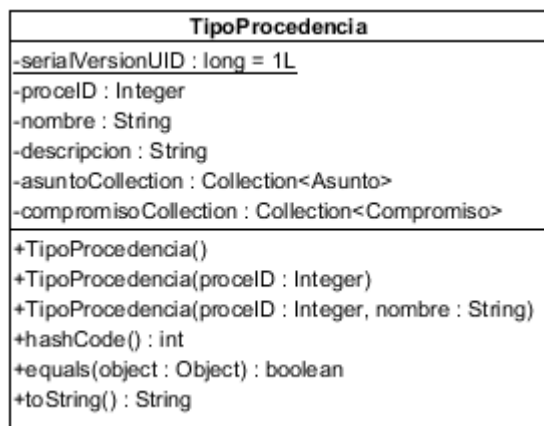 TipoProcedencia
-serialVersionUID : long = 1L
-proceID : Integer
-nombre : String
-descripcion : String
-asuntoCollection : Collection<Asunto>
-compromisoCollection : Collection<Compromiso>
+TipoProcedencia()
+TipoProcedencia(proceID : Integer)
+TipoProcedencia(proceID : Integer, nombre : String)
+hashCode() : int
+equals(object : Object) : boolean
+toString() : String